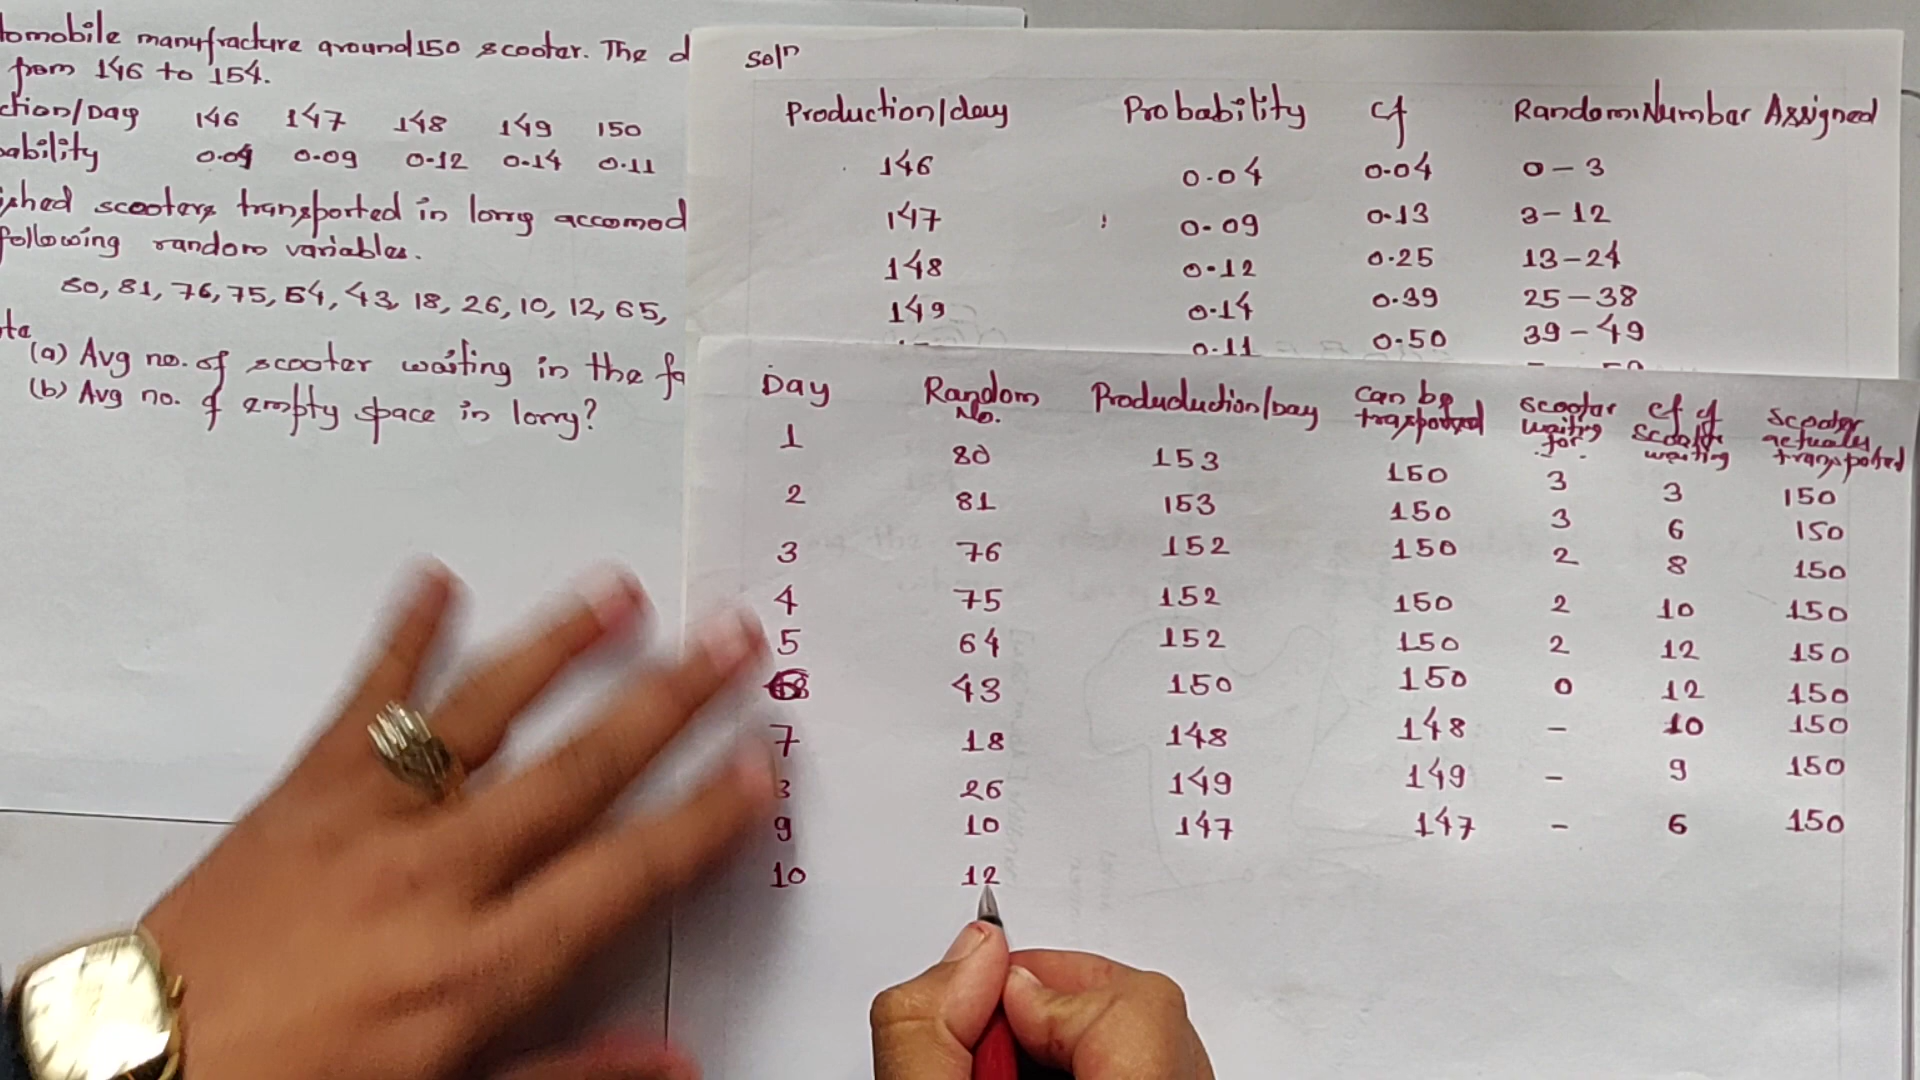 tomobile manufracture ground 150 scooter. The d
from 146 to 154.
ction/Day 146 147 148 149 150
bability 0.04 0.09 0.12 0.14 0.11
ished scooters transported in lorry accomod
following random variables.
80, 81, 76, 75, 64, 43, 18, 26, 10, 12, 65,
(a) Avg no. of scooter waiting in the fa
(b) Avg no. of empty space in lorry?
Solⁿ
Production/day Probability cf Random Number Assigned
146 0.04 0.04 0-3
147 0.09 0.13 3-12
148 0.12 0.25 13-24
149 0.14 0.39 25-38
0.11 0.50 39-49
Day Random No. Produduction/Day can be trasported scooter waiting for cf of scooter waiting Scooter actually transported
1 80 153 150 3 3 150
2 81 153 150 3 6 150
3 76 152 150 2 8 150
4 75 152 150 2 10 150
5 64 152 150 2 12 150
43 150 150 0 12 150
7 18 148 148 - 10 150
26 149 149 - 9 150
9 10 147 147 - 6 150
10 12